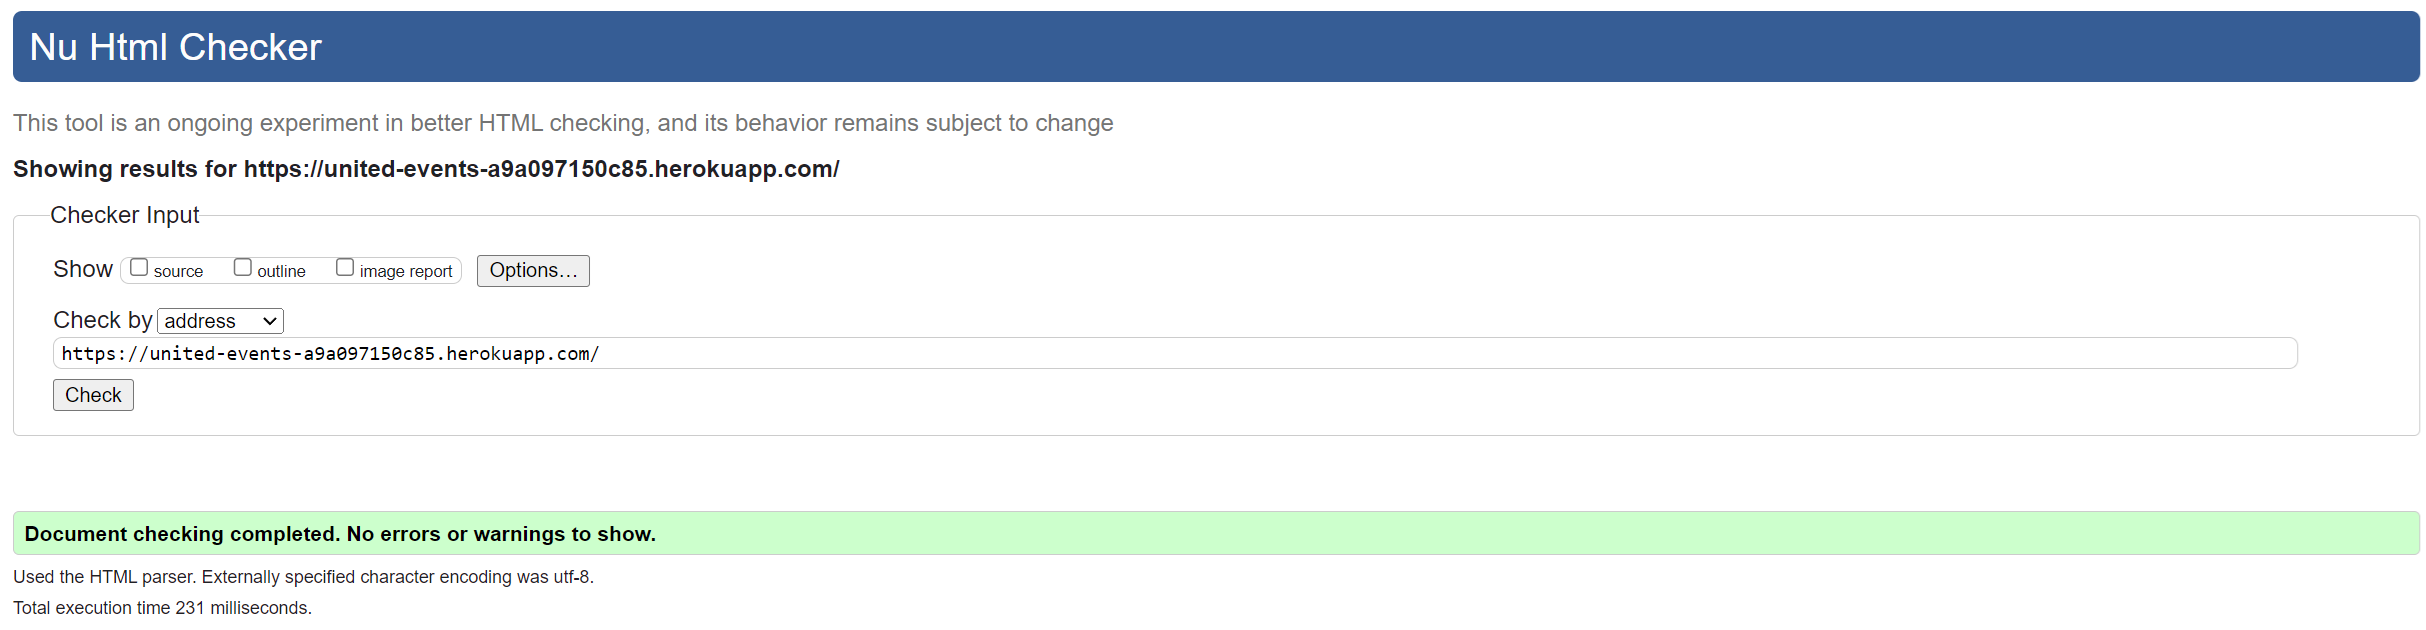 Nu Html Checker
This tool is an ongoing experiment in better HTML checking, and its behavior remains subject to change
Showing results for https://united-events-a9a097150c85.herokuapp.com/
Checker Input
Show source outline image report Options...
Check by address
https://united-events-a9a097150c85.herokuapp.com/
Check
Document checking completed. No errors or warnings to show.
Used the HTML parser. Externally specified character encoding was utf-8.
Total execution time 231 milliseconds.